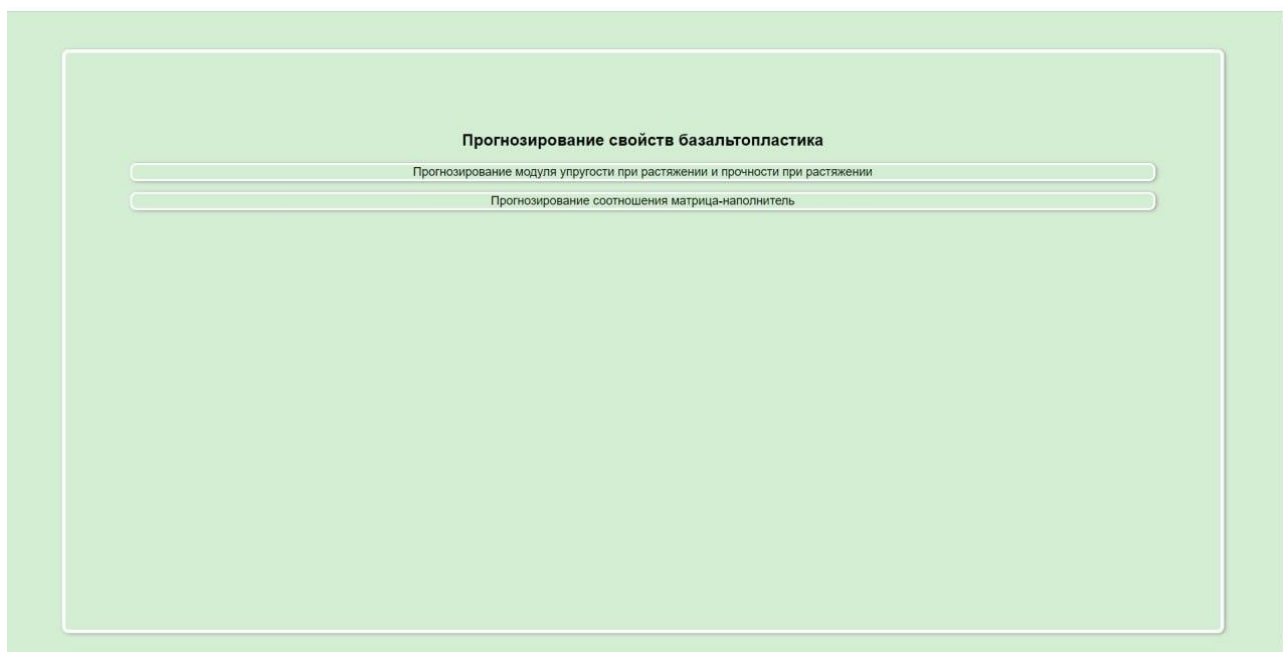 Прогнозирование свойств базальтопластика
Прогнозирование модуля упругости при растяжении и прочности при растяжении
Прогнозирование соотношения матрица-наполнитель